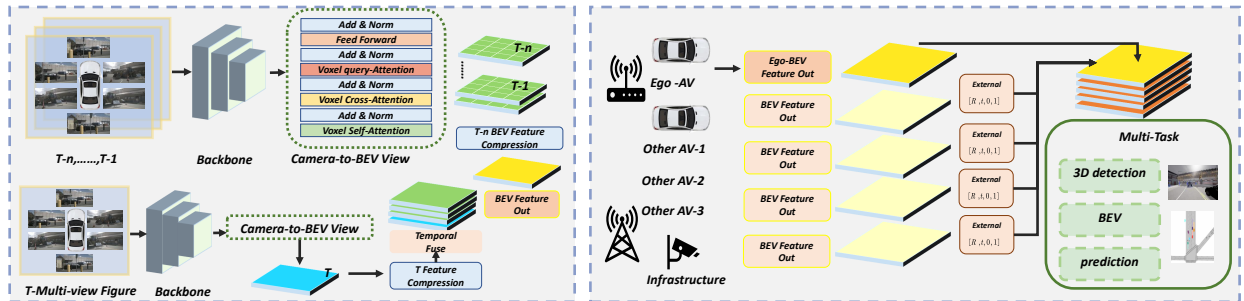 Add & Norm
Feed Forward
Add & Norm
Voxel query-Attention
Add & Norm
Voxel Cross-Attention
Add & Norm
Voxel Self-Attention
T-n,......,T-1
Backbone
Camera-to-BEV View
T-n
T-1
T-n BEV Feature
Compression
T-Multi-view Figure
Backbone
Camera-to-BEV View
T
Temporal
Fuse
T Feature
Compression
BEV Feature
Out
Ego -AV
Other AV-1
Other AV-2
Other AV-3
Infrastructure
Ego-BEV
Feature Out
BEV Feature
Out
BEV Feature
Out
BEV Feature
Out
BEV Feature
Out
External
[R ,t,0,1]
External
[R ,t,0,1]
External
[R ,t,0,1]
External
[R ,t,0,1]
Multi-Task
3D detection
BEV
prediction